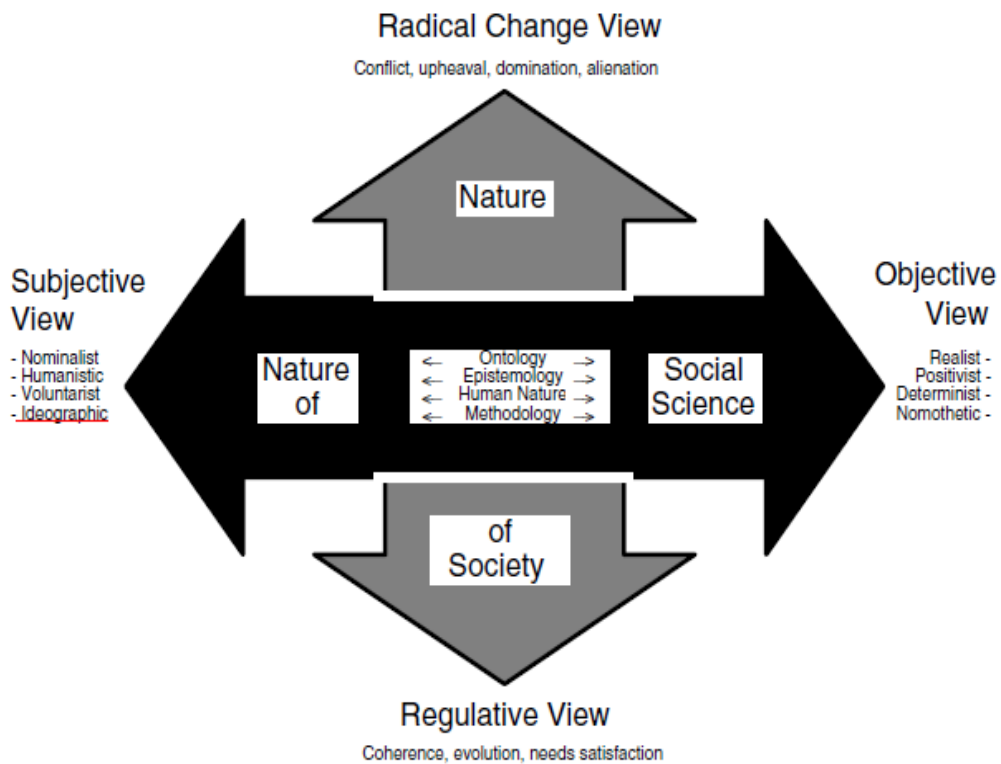 Radical Change View
Conflict, upheaval, domination, alienation
Nature
Subjective
View
- Nominalist
- Humanistic
- Voluntarist
- Ideographic
Nature
of
← Ontology →
← Epistemology →
← Human Nature →
← Methodology →
Social
Science
Objective
View
Realist -
Positivist -
Determinist -
Nomothetic -
of
Society
Regulative View
Coherence, evolution, needs satisfaction